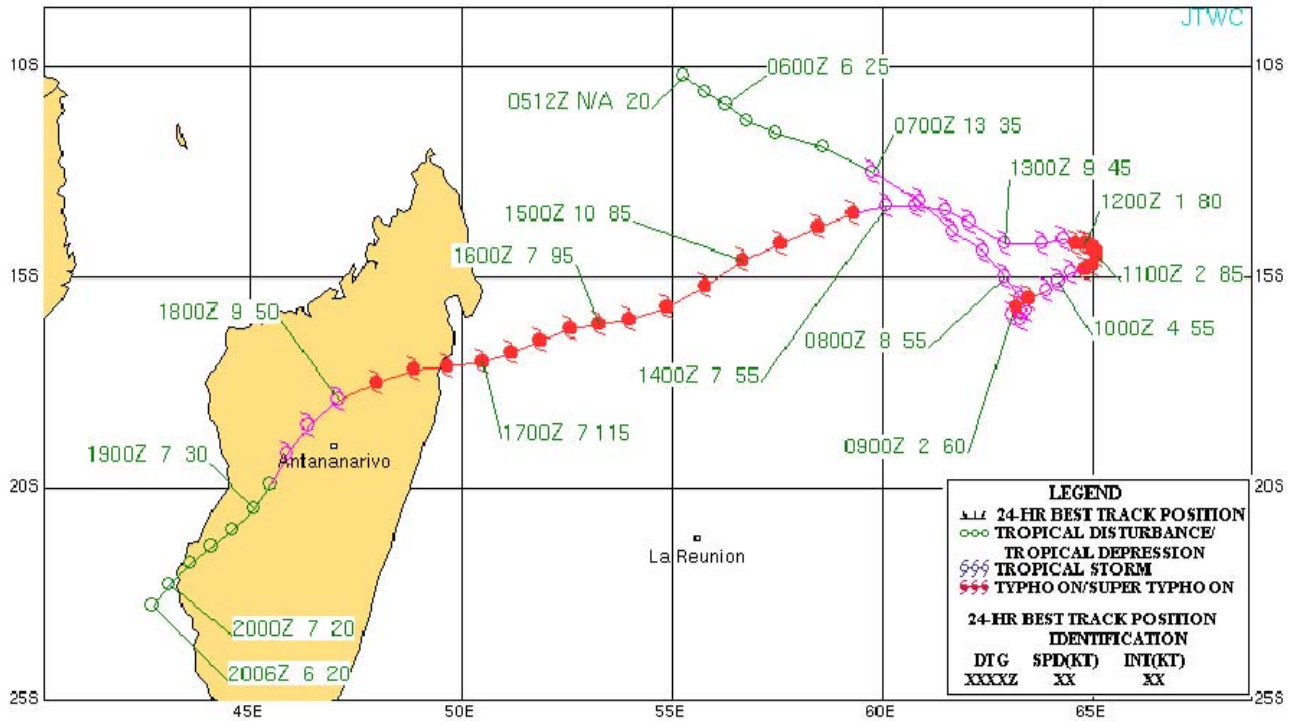 JTWC
10S
10S
0600Z 6 25
0512Z N/A 20
0700Z 13 35
1300Z 9 45
1500Z 10 85
1200Z 1 80
1600Z 7 95
15S
15S
1100Z 2 85
1800Z 9 50
1000Z 4 55
0800Z 8 55
1400Z 7 55
1700Z 7 115
0900Z 2 60
1900Z 7 30
Antananarivo
20S
20S
La Reunion
2000Z 7 20
2006Z 6 20
LEGEND
24-HR BEST TRACK POSITION
TROPICAL DISTURBANCE/
TROPICAL DEPRESSION
TROPICAL STORM
TYPHOON/SUPER TYPHOON
24-HR BEST TRACK POSITION
IDENTIFICATION
DTG SPD(KT) INT(KT)
XXXXZ XX XX
25S
25S
45E
50E
55E
60E
65E